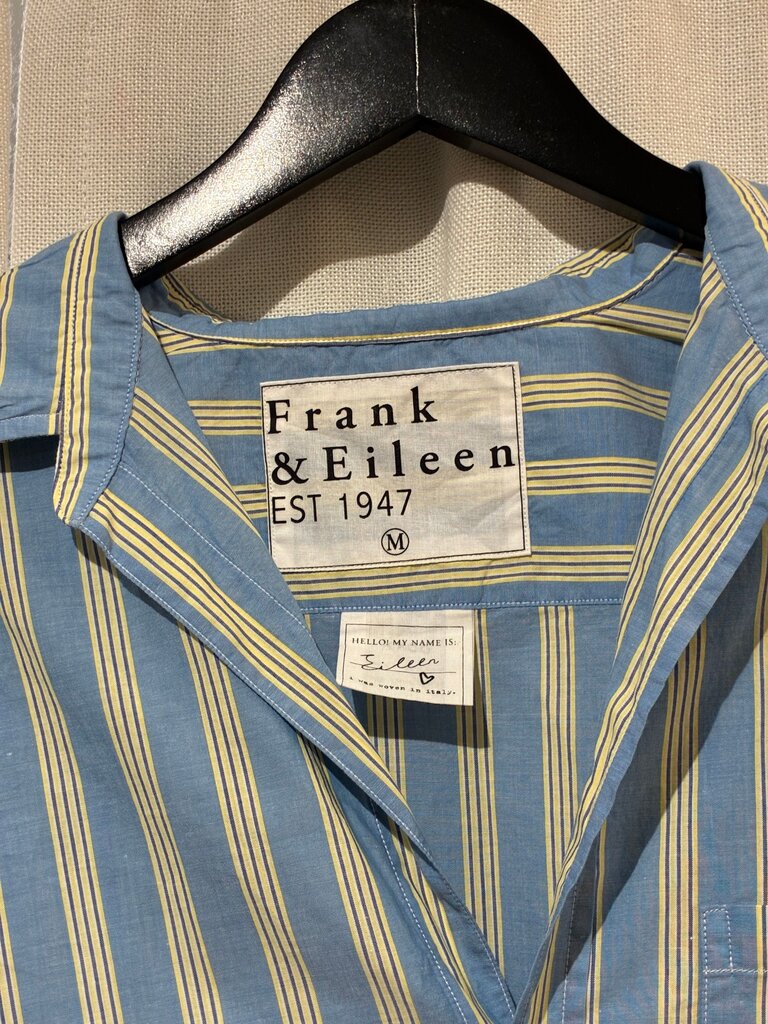 Frank
& Eileen
EST 1947
M
HELLO! MY NAME IS:
Eileen
i was woven in italy.